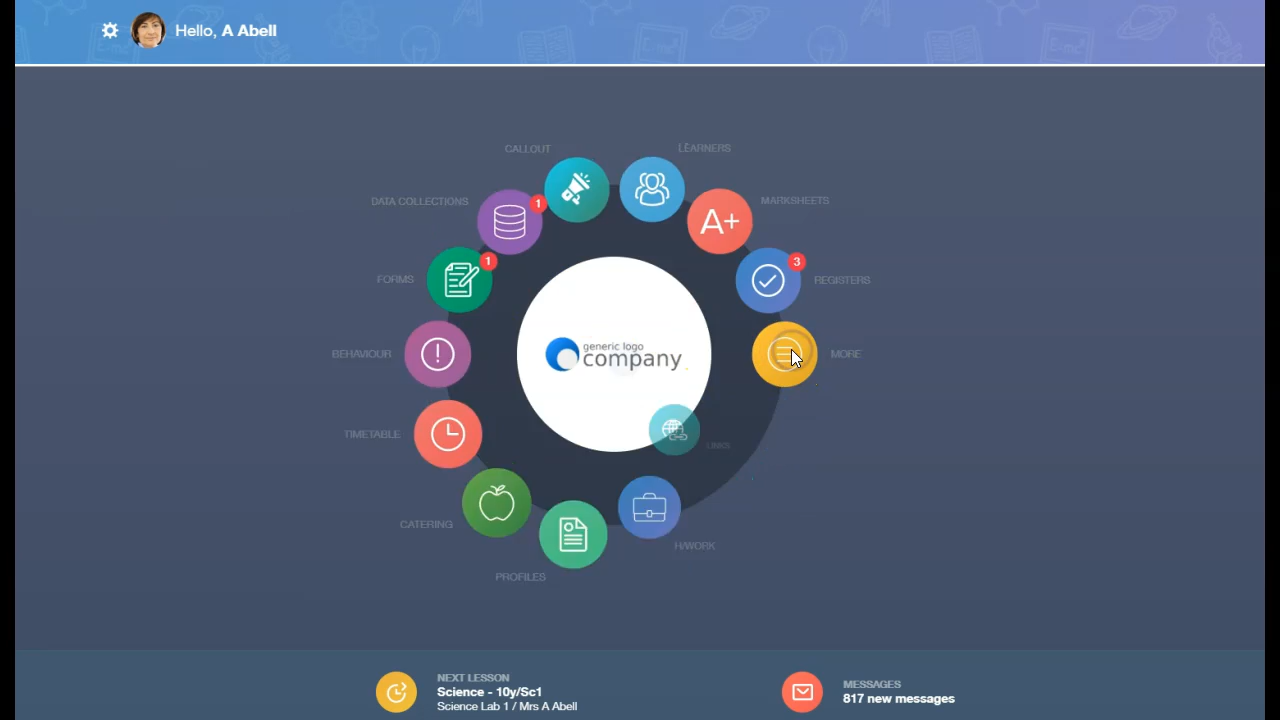 Hello, A Abell
CALLOUT
LEARNERS
DATA COLLECTIONS
1
A+
MARKSHEETS
FORMS
1
3
REGISTERS
BEHAVIOUR
generic logo
company
MORE
TIMETABLE
LINKS
CATERING
H/WORK
PROFILES
NEXT LESSON
Science - 10y/Sc1
Science Lab 1 / Mrs A Abell
MESSAGES
817 new messages